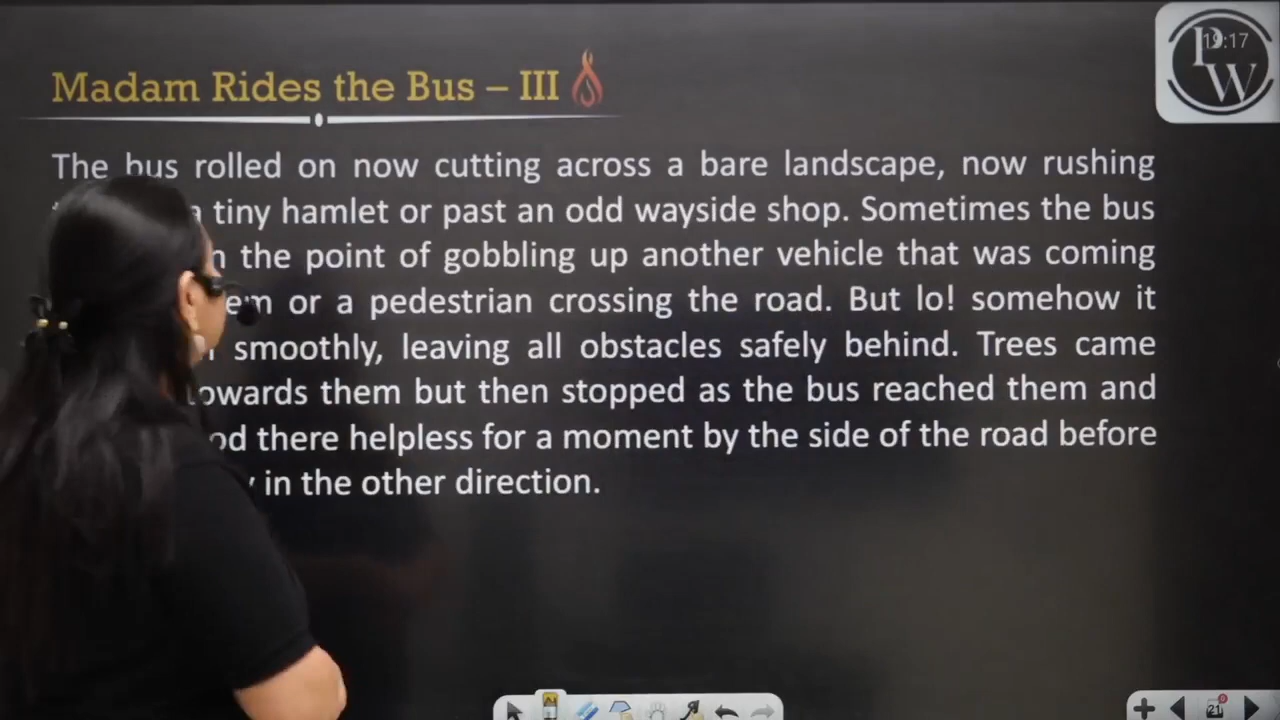 Madam Rides the Bus – III
PW
19:17
The bus rolled on now cutting across a bare landscape, now rushing
a tiny hamlet or past an odd wayside shop. Sometimes the bus
the point of gobbling up another vehicle that was coming
or a pedestrian crossing the road. But lo! somehow it
smoothly, leaving all obstacles safely behind. Trees came
towards them but then stopped as the bus reached them and
there helpless for a moment by the side of the road before
in the other direction.
21